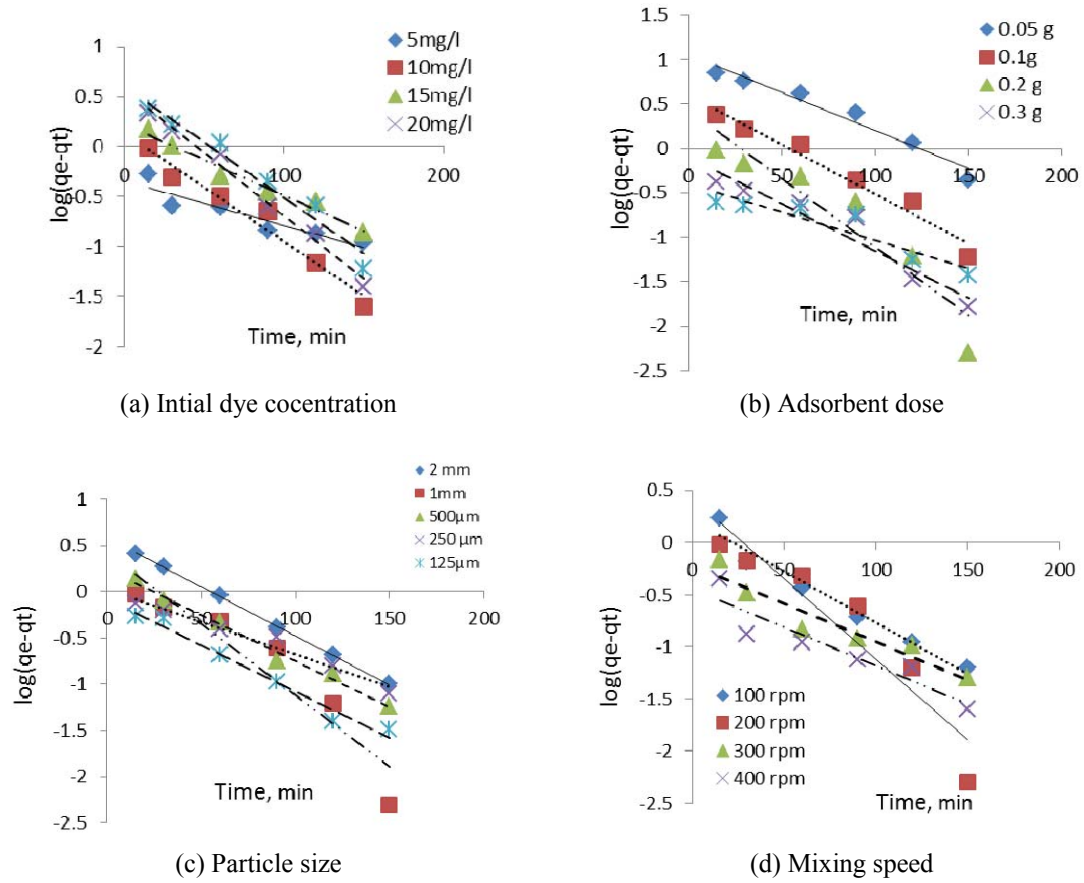 1
0.5
0
-0.5
-1
-1.5
-2
0
100
200
log(qe-qt)
Time, min
5mg/l
10mg/l
15mg/l
20mg/l
(a) Intial dye cocentration
1.5
1
0.5
0
-0.5
-1
-1.5
-2
-2.5
0
50
100
150
200
log(qe-qt)
Time, min
0.05 g
0.1g
0.2 g
0.3 g
(b) Adsorbent dose
1
0.5
0
-0.5
-1
-1.5
-2
-2.5
0
50
100
150
200
log(qe-qt)
Time, min
2 mm
1mm
500µm
250 µm
125µm
(c) Particle size
0.5
0
-0.5
-1
-1.5
-2
-2.5
0
50
100
150
200
log(qe-qt)
Time, min
100 rpm
200 rpm
300 rpm
400 rpm
(d) Mixing speed